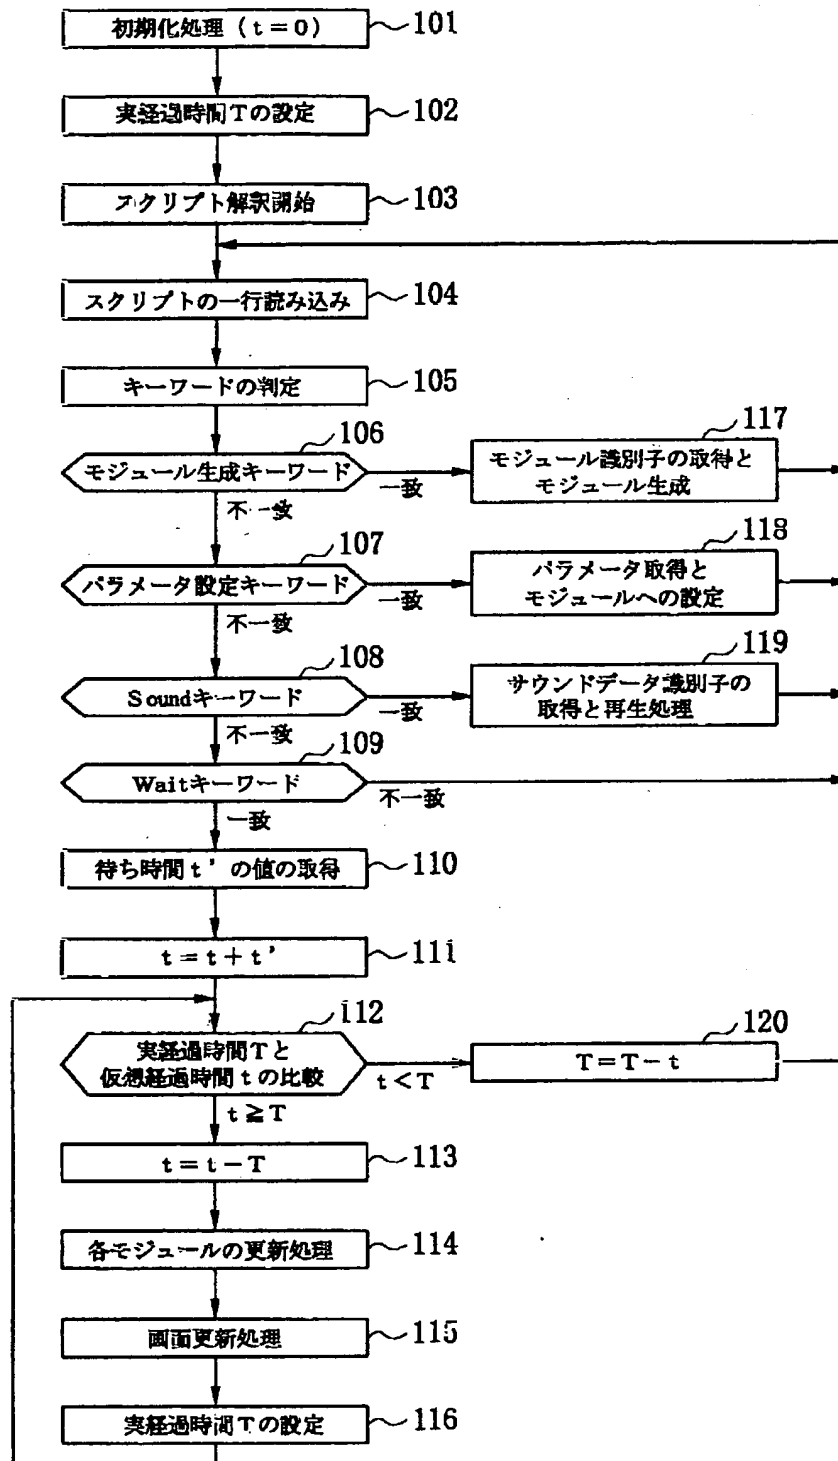 初期化処理（t＝0） 101
実経過時間Tの設定 102
スクリプト解釈開始 103
スクリプトの一行読み込み 104
キーワードの判定 105
106
モジュール生成キーワード
一致
不一致
117
モジュール識別子の取得と
モジュール生成
107
パラメータ設定キーワード
一致
不一致
118
パラメータ取得と
モジュールへの設定
108
Soundキーワード
一致
不一致
119
サウンドデータ識別子の
取得と再生処理
109
Waitキーワード
不一致
一致
待ち時間t'の値の取得 110
t＝t＋t' 111
112
実経過時間Tと
仮想経過時間tの比較
t＜T
t≧T
120
T＝T－t
t＝t－T 113
各モジュールの更新処理 114
画面更新処理 115
実経過時間Tの設定 116